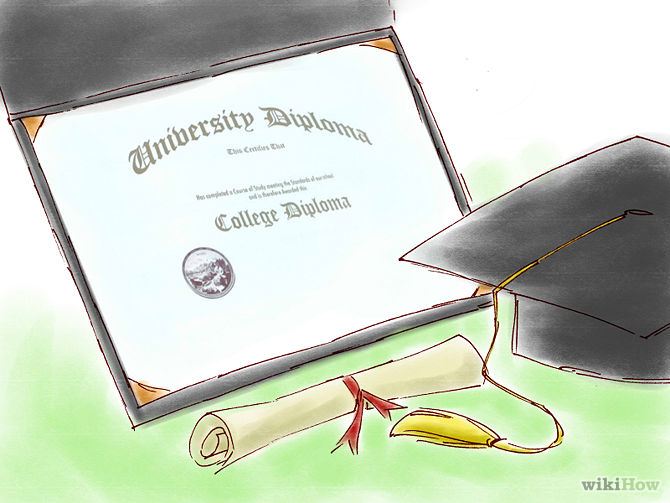 University Diploma
This Certifies That
Has completed a Course of Study meeting the Standards of our school
and is therefore Awarded this
College Diploma
wikiHow